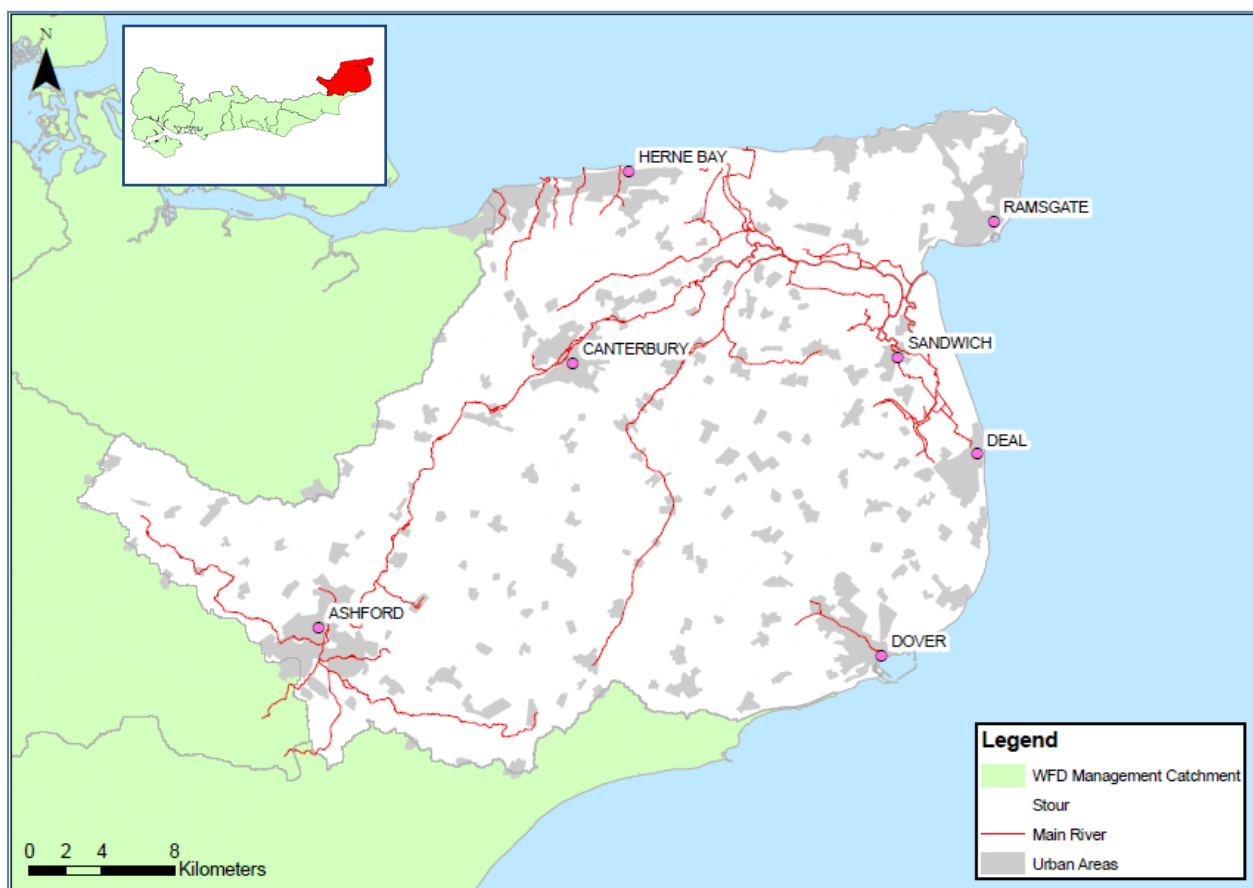 N
HERNE BAY
RAMSGATE
CANTERBURY
SANDWICH
DEAL
ASHFORD
DOVER
Legend
WFD Management Catchment
Stour
Main River
Urban Areas
0 2 4 8
Kilometers